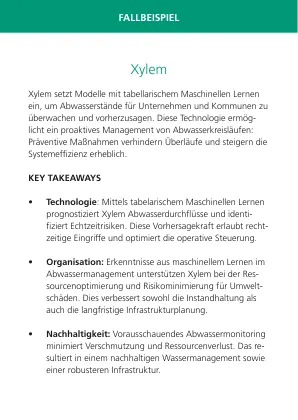 FALLBEISPIEL
Xylem
Xylem setzt Modelle mit tabellarischem Maschinellen Lernen
ein, um Abwasserstände für Unternehmen und Kommunen zu
überwachen und vorherzusagen. Diese Technologie ermög-
licht ein proaktives Management von Abwasserkreisläufen:
Präventive Maßnahmen verhindern Überläufe und steigern die
Systemeffizienz erheblich.
KEY TAKEAWAYS
• Technologie: Mittels tabelarischem Maschinellen Lernen
prognostiziert Xylem Abwasserdurchflüsse und identi-
fiziert Echtzeitrisiken. Diese Vorhersagekraft erlaubt recht-
zeitige Eingriffe und optimiert die operative Steuerung.
• Organisation: Erkenntnisse aus maschinellem Lernen im
Abwassermanagement unterstützen Xylem bei der Res-
sourcenoptimierung und Risikominimierung für Umwelt-
schäden. Dies verbessert sowohl die Instandhaltung als
auch die langfristige Infrastrukturplanung.
• Nachhaltigkeit: Vorausschauendes Abwassermonitoring
minimiert Verschmutzung und Ressourcenverlust. Das re-
sultiert in einem nachhaltigen Wassermanagement sowie
einer robusteren Infrastruktur.